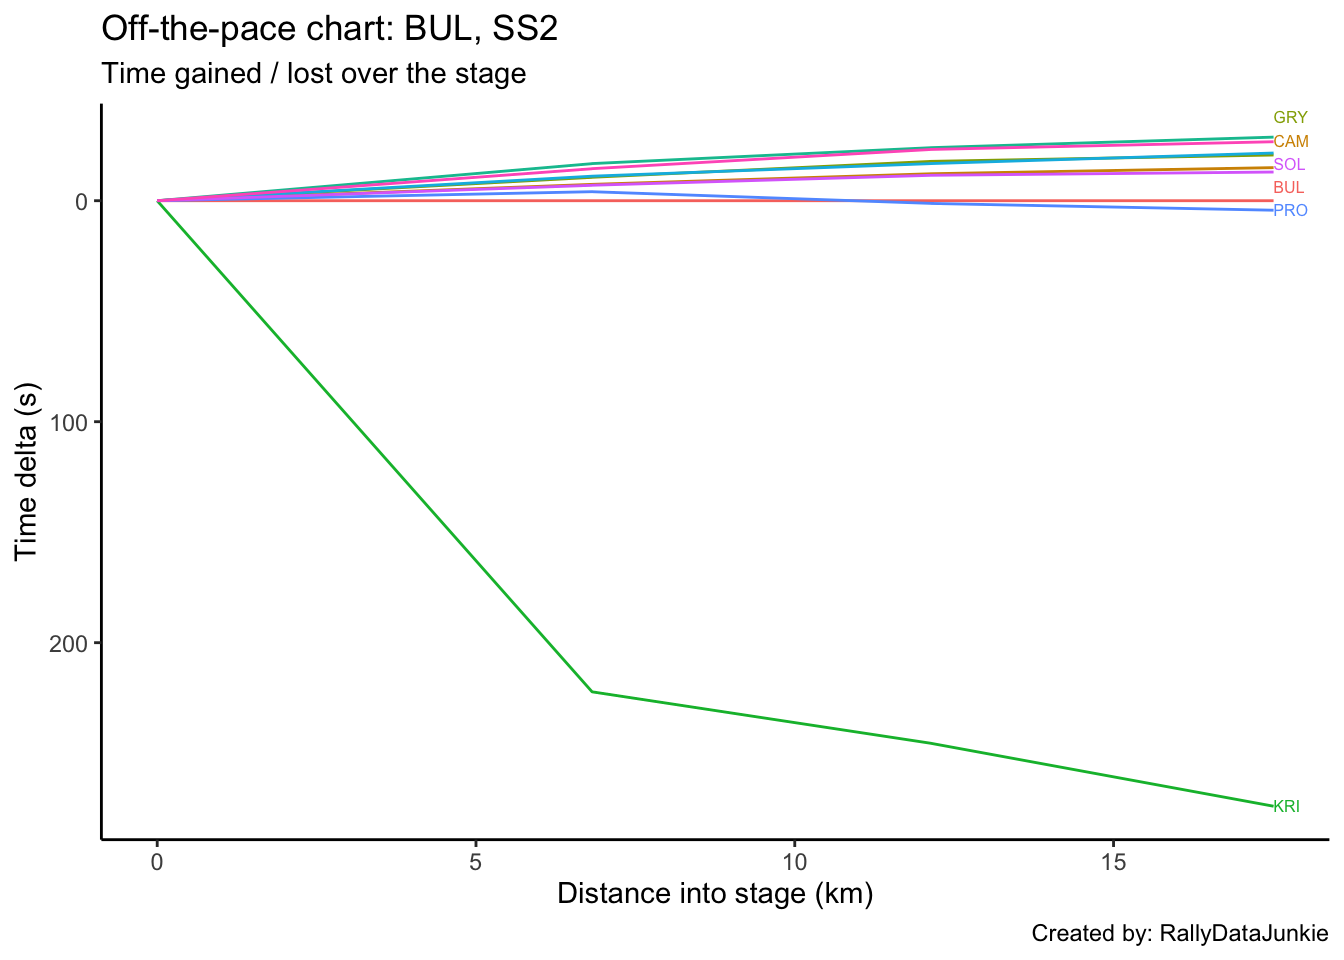 Off-the-pace chart: BUL, SS2
Time gained / lost over the stage
GRY
CAM
SOL
BUL
PRO
KRI
0
100
200
Time delta (s)
0
5
10
15
Distance into stage (km)
Created by: RallyDataJunkie